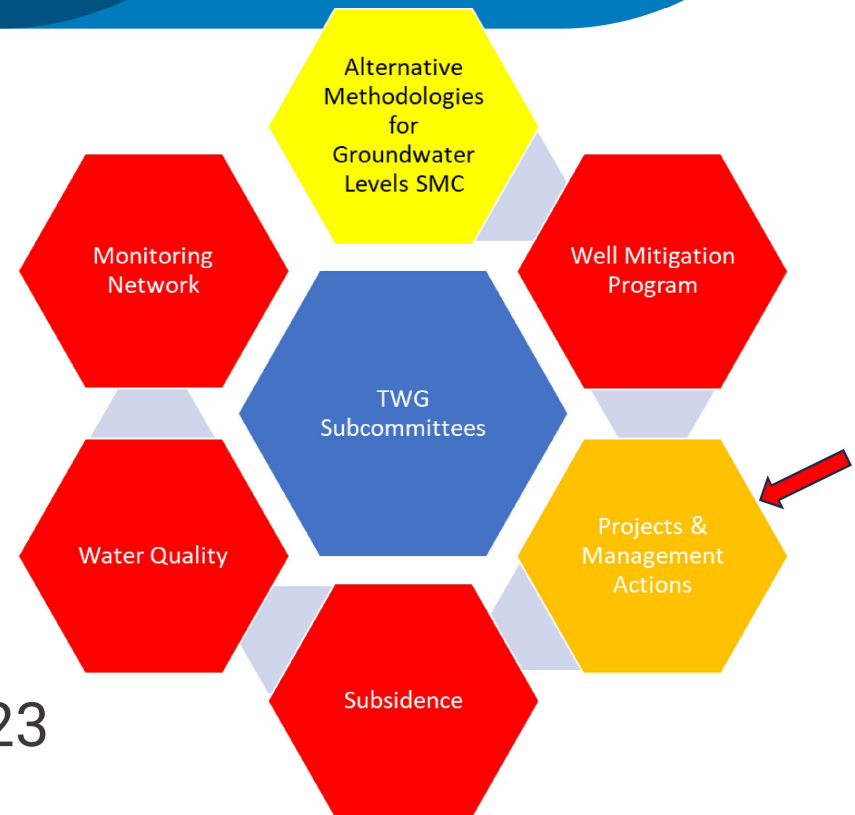 Alternative
Methodologies
for
Groundwater
Levels SMC
Monitoring
Network
Well Mitigation
Program
TWG
Subcommittees
Projects &
Management
Actions
Water Quality
Subsidence
23